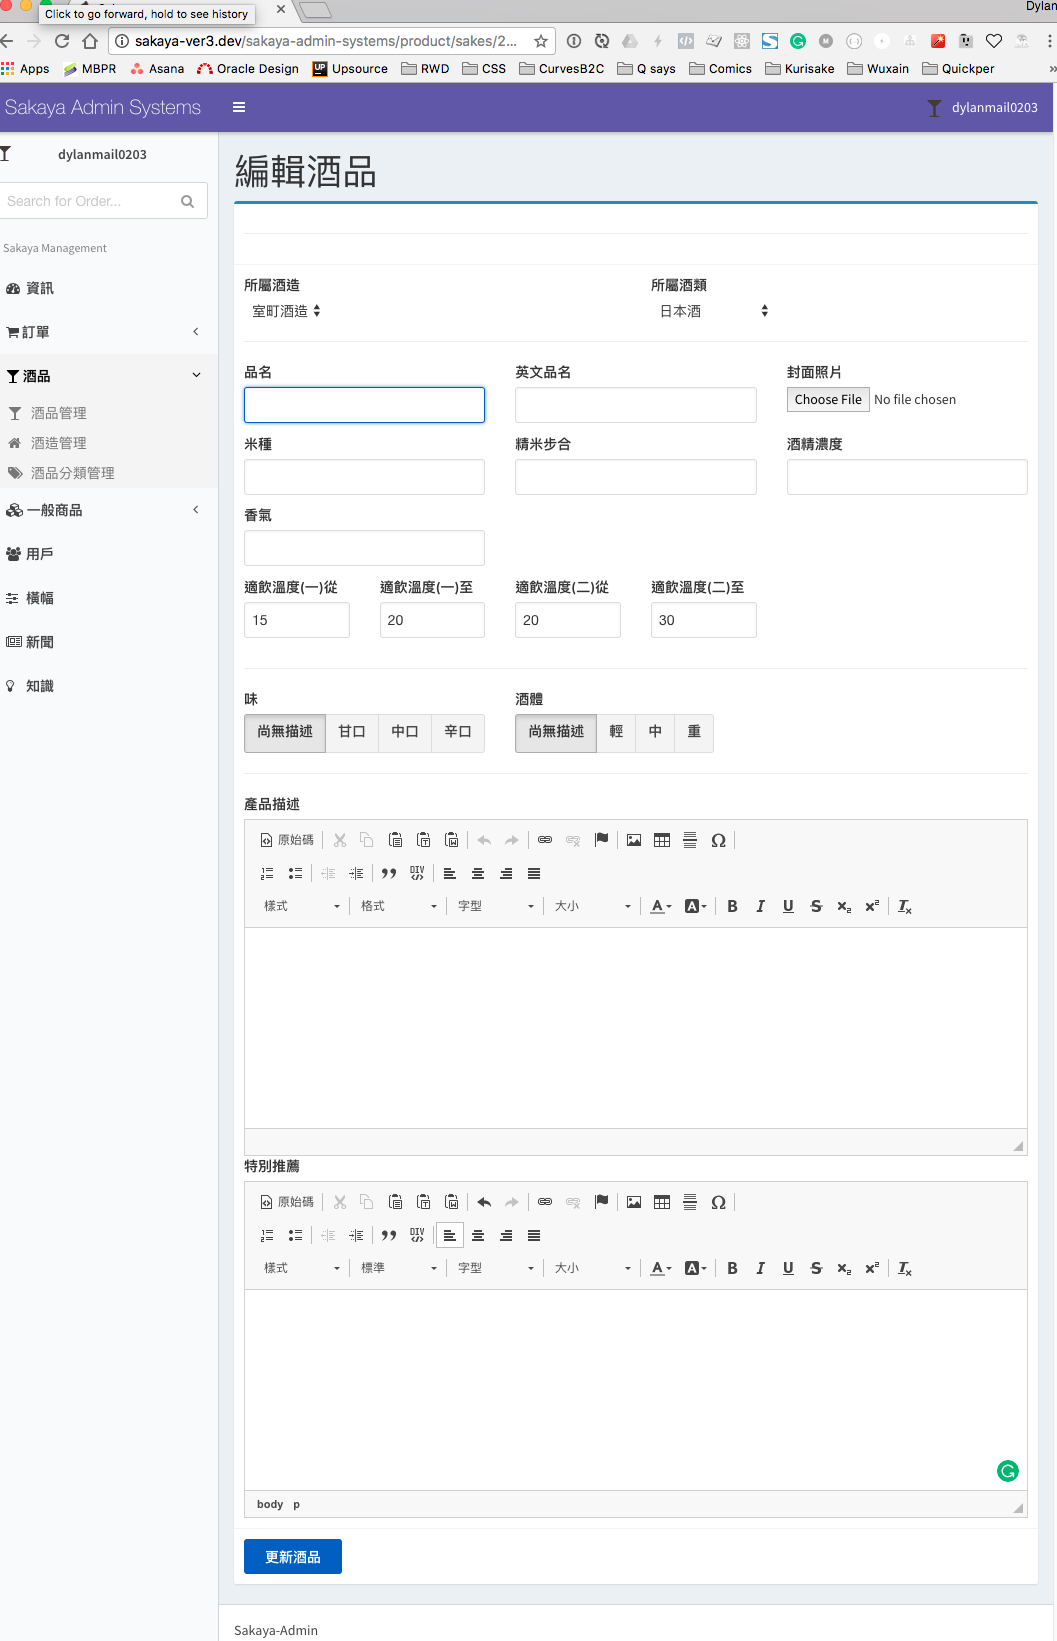 Click to go forward, hold to see history
Dylan
sakaya-ver3.dev/sakaya-admin-systems/product/sakes/2...
Apps MBPR Asana Oracle Design Upsource RWD CSS CurvesB2C Q says Comics Kurisake Wuxain Quickper »
Sakaya Admin Systems
dylanmail0203
dylanmail0203
Search for Order...
Sakaya Management
資訊
訂單
酒品
酒品管理
酒造管理
酒品分類管理
一般商品
用戶
橫幅
新聞
知識
編輯酒品
所屬酒造 所屬酒類
室町酒造 日本酒
品名 英文品名 封面照片
Choose File No file chosen
米種 精米步合 酒精濃度
香氣
適飲溫度(一)從 適飲溫度(一)至 適飲溫度(二)從 適飲溫度(二)至
15 20 20 30
味 酒體
尚無描述 甘口 中口 辛口 尚無描述 輕 中 重
產品描述
原始碼
DIV
樣式 格式 字型 大小 A A B I U S x₂ x² Tx
特別推薦
原始碼
DIV
樣式 標準 字型 大小 A A B I U S x₂ x² Tx
body p
更新酒品
Sakaya-Admin